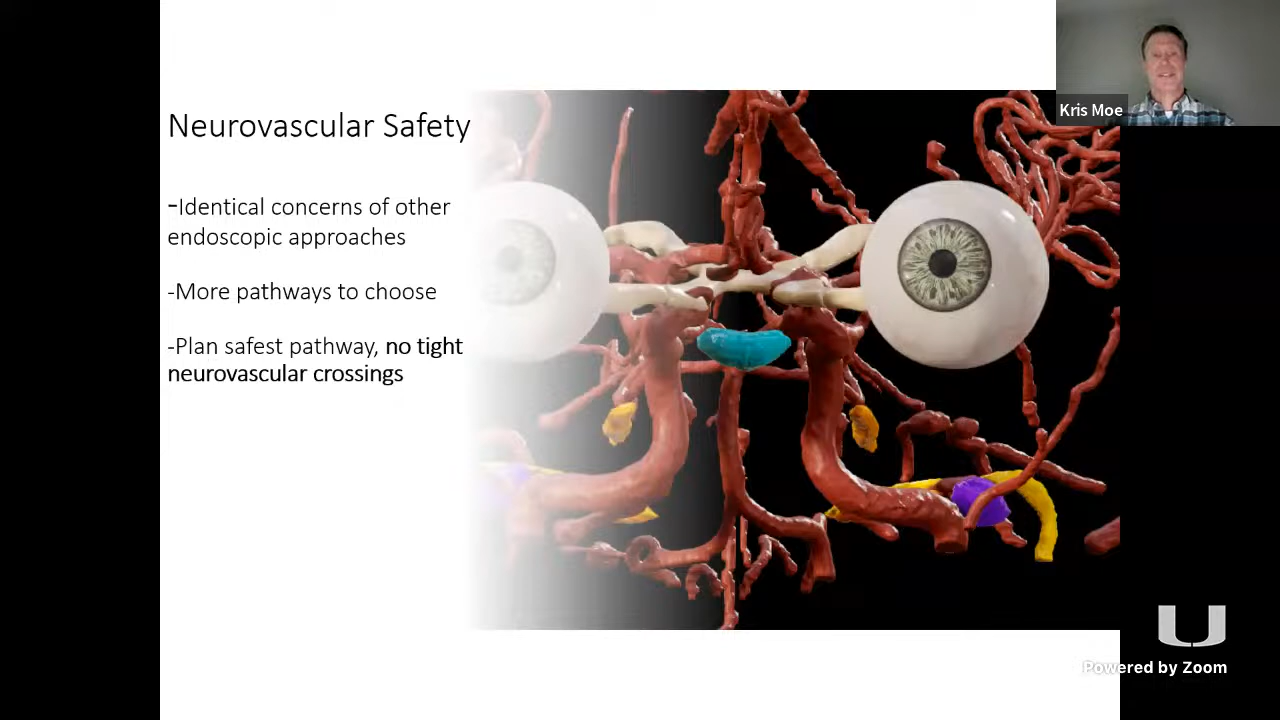 Neurovascular Safety
-Identical concerns of other
endoscopic approaches
-More pathways to choose
-Plan safest pathway, no tight
neurovascular crossings
Kris Moe
U
Powered by Zoom